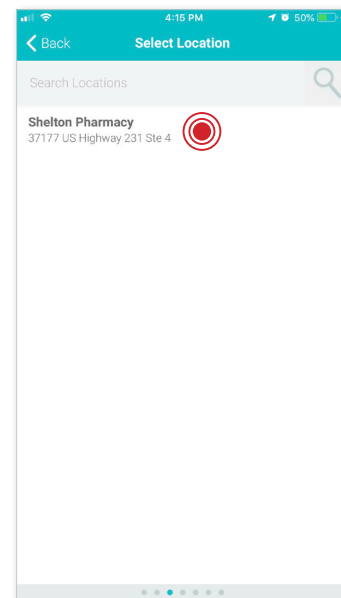 4:15 PM
50%
Back
Select Location
Search Locations
Shelton Pharmacy
37177 US Highway 231 Ste 4